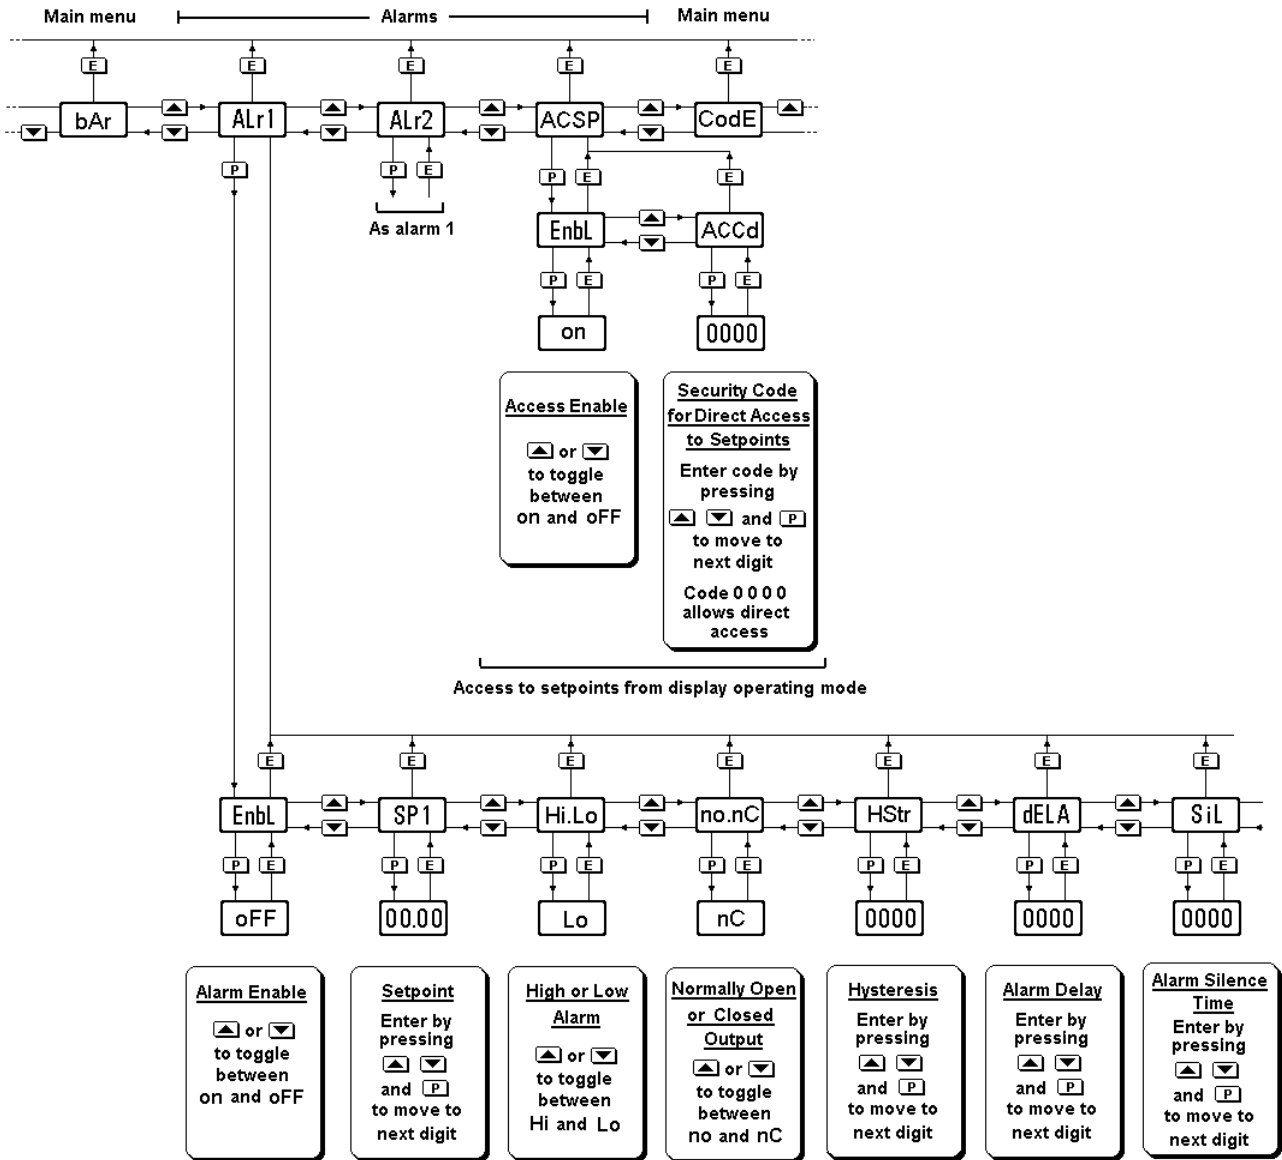 Main menu Alarms Main menu
E E E E E
bAr ALr1 ALr2 ACSP CodE
P P E P E E
As alarm 1
EnbL ACCd
P E P E
on 0000
Access Enable
or
to toggle
between
on and oFF
Security Code
for Direct Access
to Setpoints
Enter code by
pressing
and P
to move to
next digit
Code 0 0 0 0
allows direct
access
Access to setpoints from display operating mode
E E E E E E E
EnbL SP1 Hi.Lo no.nC HStr dELA SiL
P E P E P E P E P E P E P E
oFF 00.00 Lo nC 0000 0000 0000
Alarm Enable
or
to toggle
between
on and oFF
Setpoint
Enter by
pressing
and P
to move to
next digit
High or Low
Alarm
or
to toggle
between
Hi and Lo
Normally Open
or Closed
Output
or
to toggle
between
no and nC
Hysteresis
Enter by
pressing
and P
to move to
next digit
Alarm Delay
Enter by
pressing
and P
to move to
next digit
Alarm Silence
Time
Enter by
pressing
and P
to move to
next digit